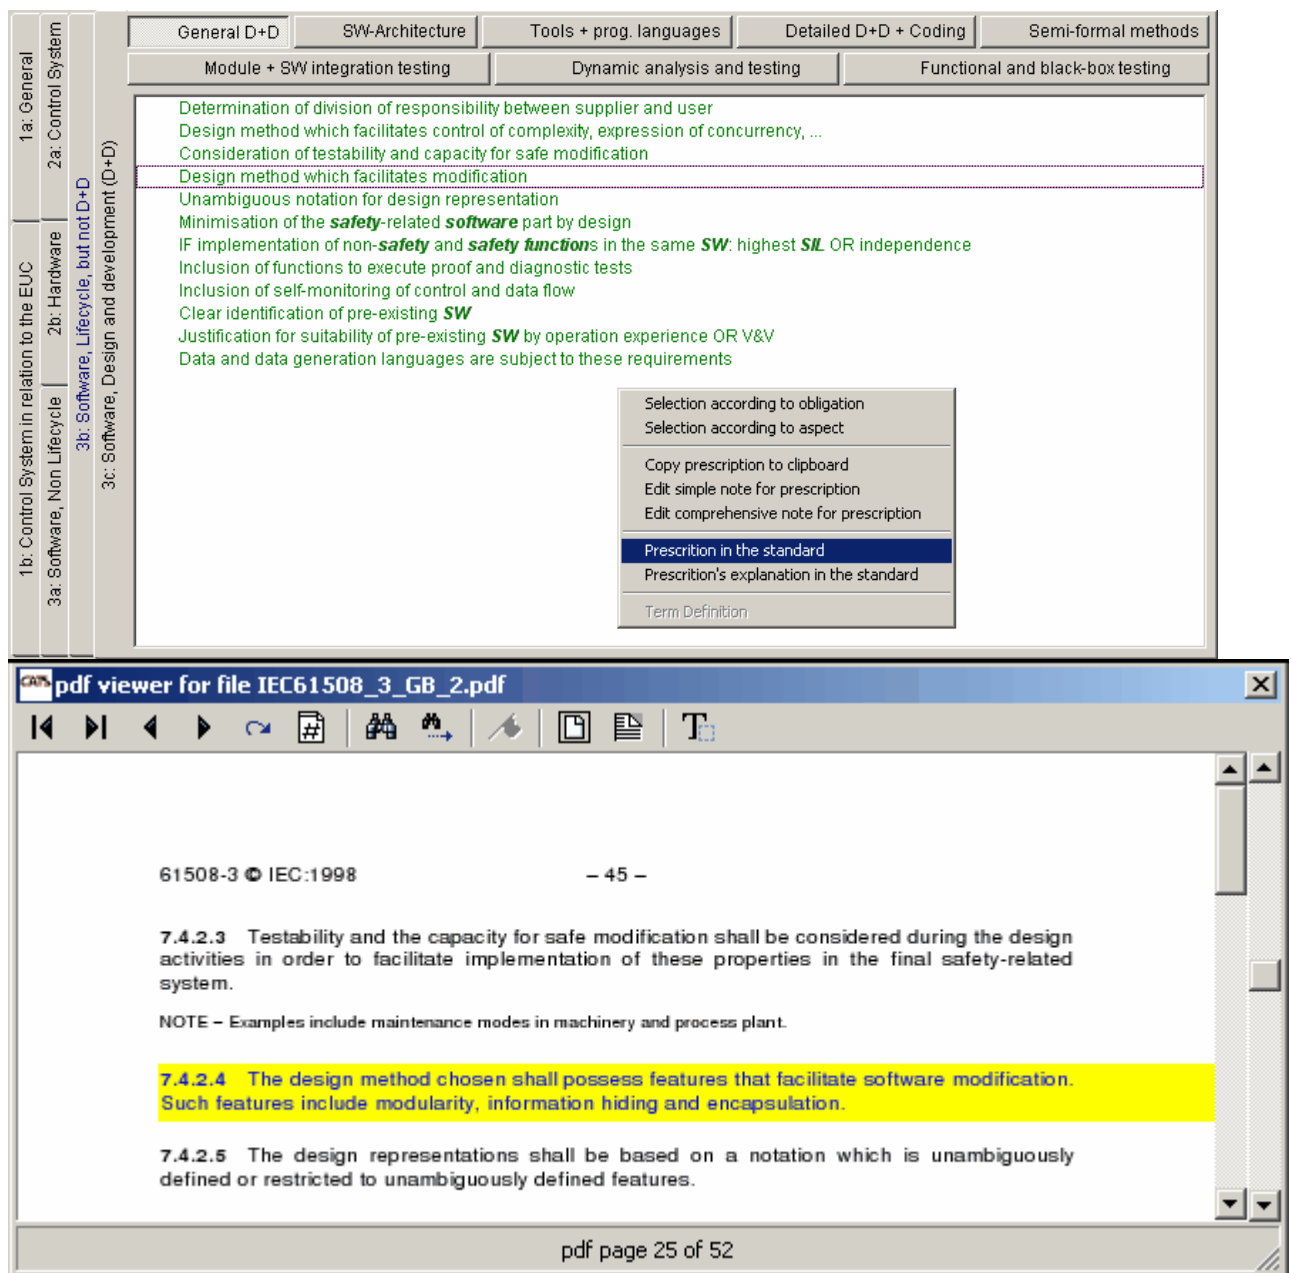 1a: General
1b: Control System in relation to the EUC
2a: Control System
2b: Hardware
3a: Software, Non Lifecycle
3b: Software, Lifecycle, but not D+D
3c: Software, Design and development (D+D)
General D+D
SW-Architecture
Tools + prog. languages
Detailed D+D + Coding
Semi-formal methods
Module + SW integration testing
Dynamic analysis and testing
Functional and black-box testing
Determination of division of responsibility between supplier and user
Design method which facilitates control of complexity, expression of concurrency, ...
Consideration of testability and capacity for safe modification
Design method which facilitates modification
Unambiguous notation for design representation
Minimisation of the safety-related software part by design
IF implementation of non-safety and safety functions in the same SW: highest SIL OR independence
Inclusion of functions to execute proof and diagnostic tests
Inclusion of self-monitoring of control and data flow
Clear identification of pre-existing SW
Justification for suitability of pre-existing SW by operation experience OR V&V
Data and data generation languages are subject to these requirements
Selection according to obligation
Selection according to aspect
Copy prescription to clipboard
Edit simple note for prescription
Edit comprehensive note for prescription
Prescrition in the standard
Prescrition's explanation in the standard
Term Definition
CATS pdf viewer for file IEC61508_3_GB_2.pdf
61508-3 © IEC:1998 – 45 –
7.4.2.3 Testability and the capacity for safe modification shall be considered during the design
activities in order to facilitate implementation of these properties in the final safety-related
system.
NOTE – Examples include maintenance modes in machinery and process plant.
7.4.2.4 The design method chosen shall possess features that facilitate software modification.
Such features include modularity, information hiding and encapsulation.
7.4.2.5 The design representations shall be based on a notation which is unambiguously
defined or restricted to unambiguously defined features.
pdf page 25 of 52